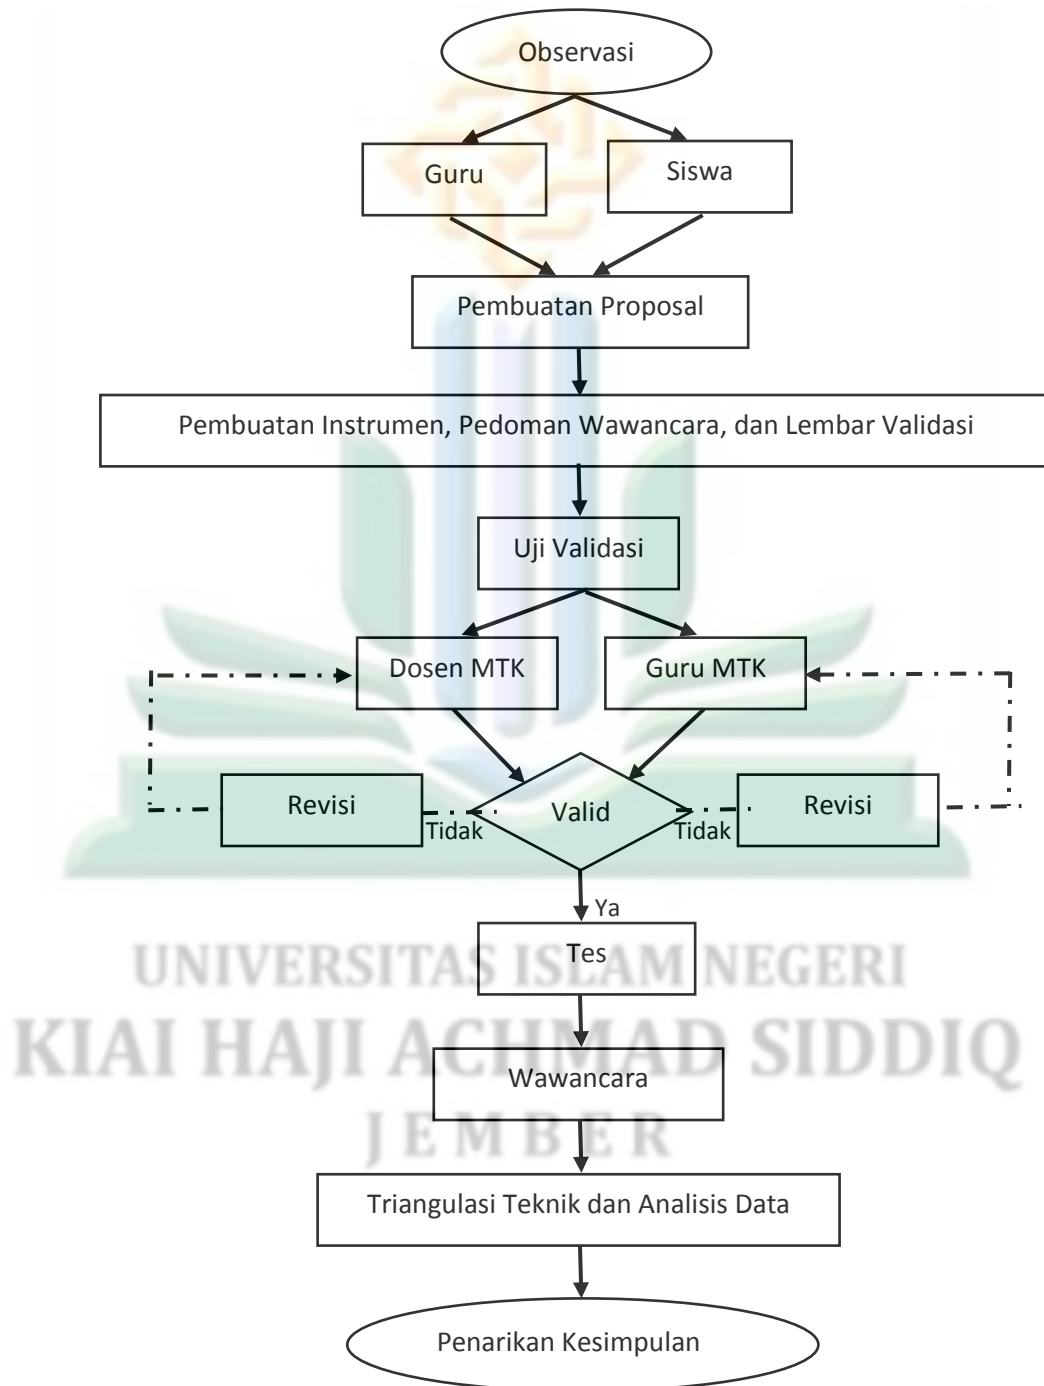 Observasi
Guru
Siswa
Pembuatan Proposal
Pembuatan Instrumen, Pedoman Wawancara, dan Lembar Validasi
Uji Validasi
Dosen MTK
Guru MTK
Revisi
Tidak
Valid
Tidak
Revisi
Ya
Tes
UNIVERSITAS ISLAM NEGERI
KIAI HAJI ACHMAD SIDDIQ
Wawancara
JEMBER
Triangulasi Teknik dan Analisis Data
Penarikan Kesimpulan